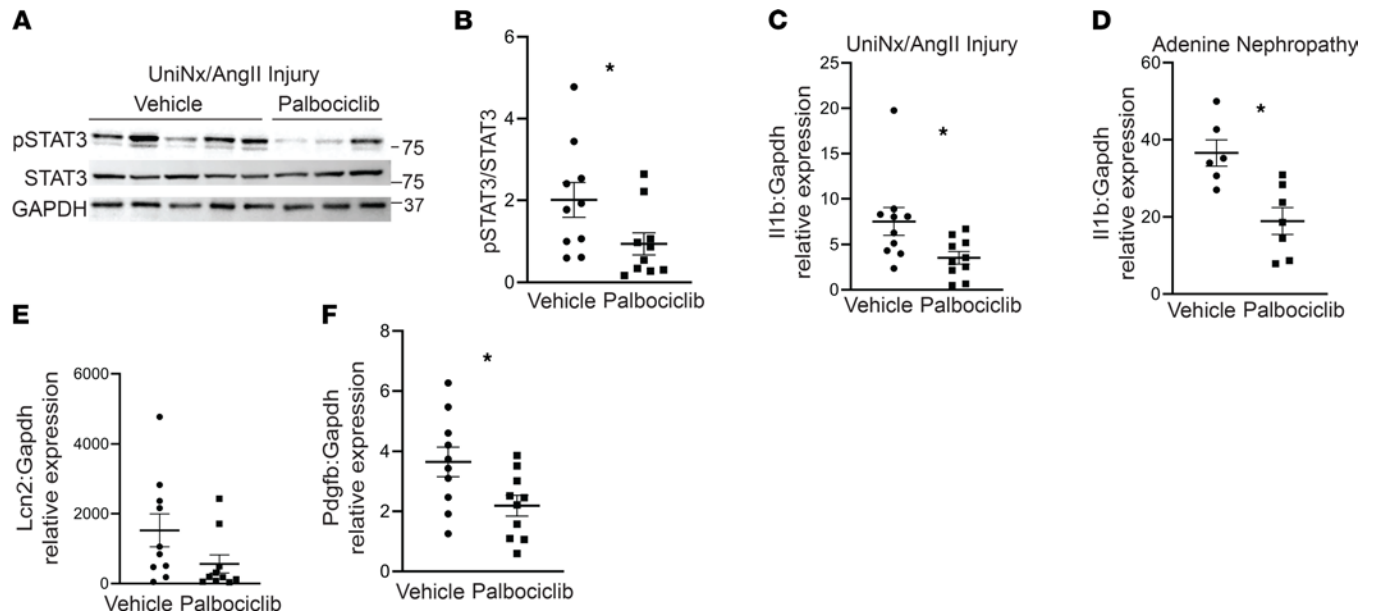 A
UniNx/AngII Injury
Vehicle Palbociclib
pSTAT3
-75
STAT3
-75
GAPDH
-37
B
pSTAT3/STAT3
6
4
2
0
Vehicle Palbociclib
*
C
UniNx/AngII Injury
Il1b:Gapdh
relative expression
25
20
15
10
5
0
Vehicle Palbociclib
*
D
Adenine Nephropathy
Il1b:Gapdh
relative expression
60
40
20
0
Vehicle Palbociclib
*
E
Lcn2:Gapdh
relative expression
6000
4000
2000
0
Vehicle Palbociclib
F
Pdgfb:Gapdh
relative expression
8
6
4
2
0
Vehicle Palbociclib
*